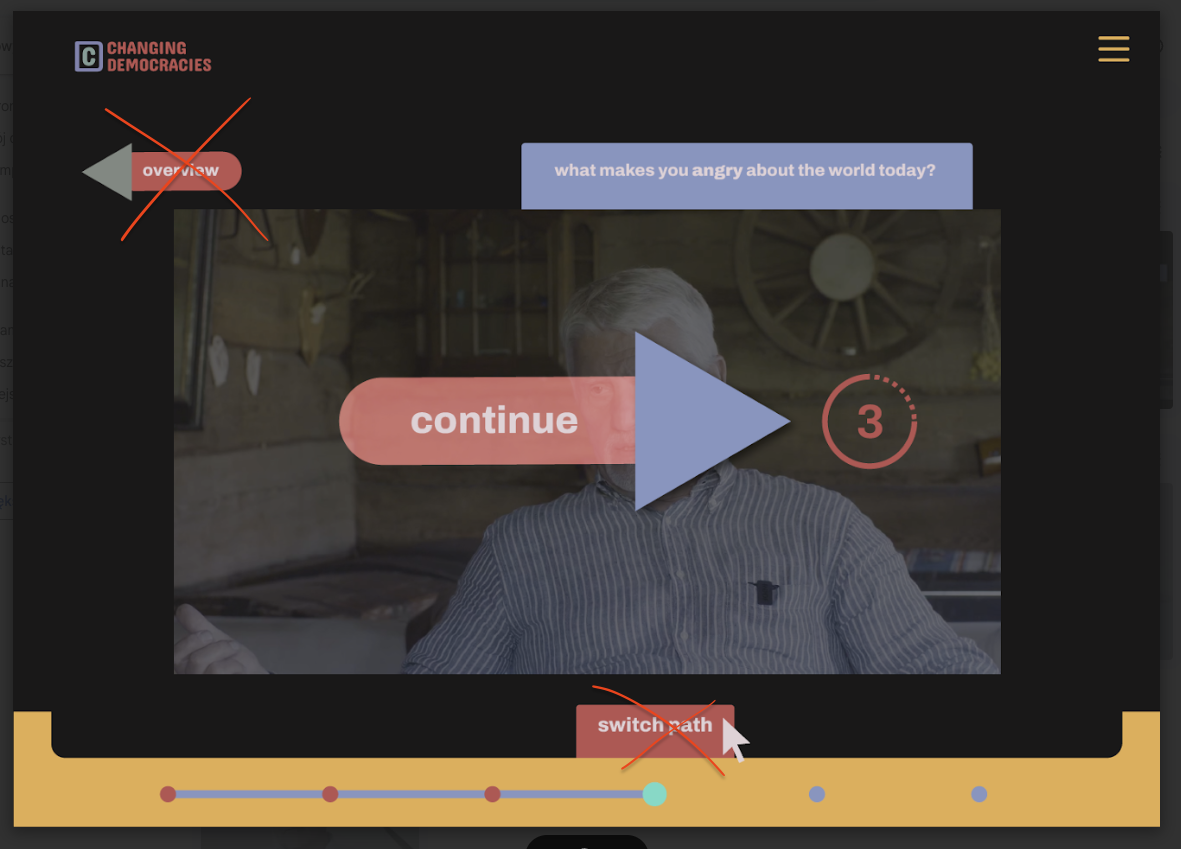 C CHANGING
DEMOCRACIES
overview
what makes you angry about the world today?
continue
3
switch path